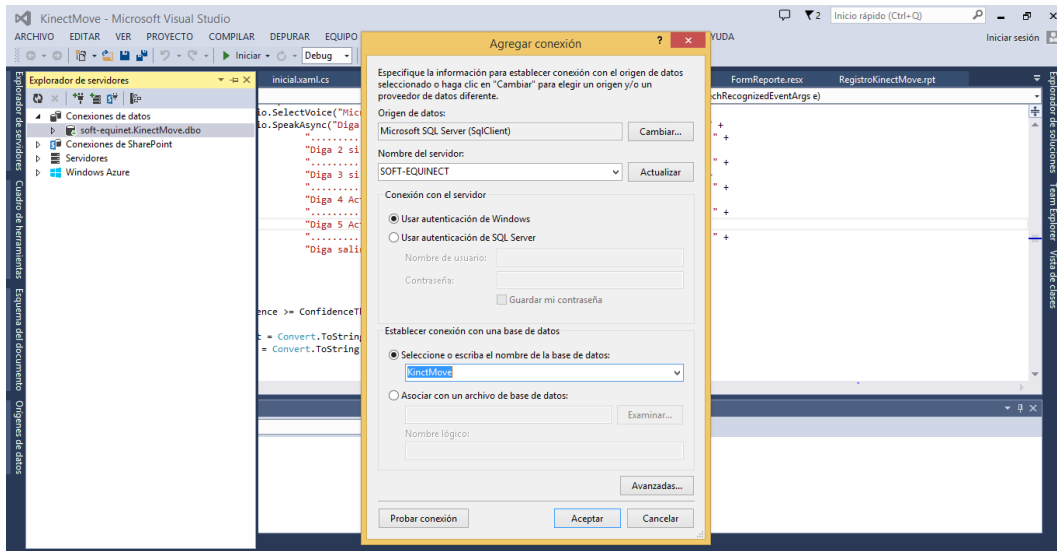 KinectMove - Microsoft Visual Studio
2
Inicio rápido (Ctrl+Q)
ARCHIVO EDITAR VER PROYECTO COMPILAR DEPURAR EQUIPO
YUDA
Iniciar sesión
Iniciar
Debug
Explorador de servidores
Conexiones de datos
soft-equinet.KinectMove.dbo
Conexiones de SharePoint
Servidores
Windows Azure
Explorador de servidores
Cuadro de herramientas
Esquema del documento
Orígenes de datos
inicial.xaml.cs
FormReporte.resx
RegistroKinectMove.rpt
echRecognizedEventArgs e)
io.SelectVoice("Micr
io.SpeakAsync("Diga
"Diga 2 si
"Diga 3 si
"Diga 4 Ac
"Diga 5 Ac
"Diga sali
ence >= ConfidenceTh
t = Convert.ToString
= Convert.ToString
Agregar conexión
?
Especifique la información para establecer conexión con el origen de datos
seleccionado o haga clic en "Cambiar" para elegir un origen y/o un
proveedor de datos diferente.
Origen de datos:
Microsoft SQL Server (SqlClient)
Cambiar...
Nombre del servidor:
SOFT-EQUINECT
Actualizar
Conexión con el servidor
Usar autenticación de Windows
Usar autenticación de SQL Server
Nombre de usuario:
Contraseña:
Guardar mi contraseña
Establecer conexión con una base de datos
Seleccione o escriba el nombre de la base de datos:
KinctMove
Asociar con un archivo de base de datos:
Examinar...
Nombre lógico:
Avanzadas...
Probar conexión
Aceptar
Cancelar
Explorador de soluciones
Team Explorer
Vista de clases